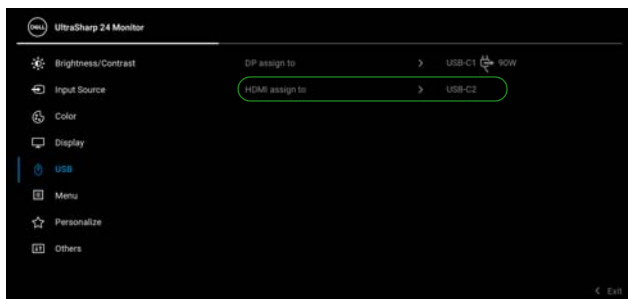 DELL UltraSharp 24 Monitor
Brightness/Contrast DP assign to > USB-C1 90W
Input Source HDMI assign to > USB-C2
Color
Display
USB
Menu
Personalize
Others
< Exit